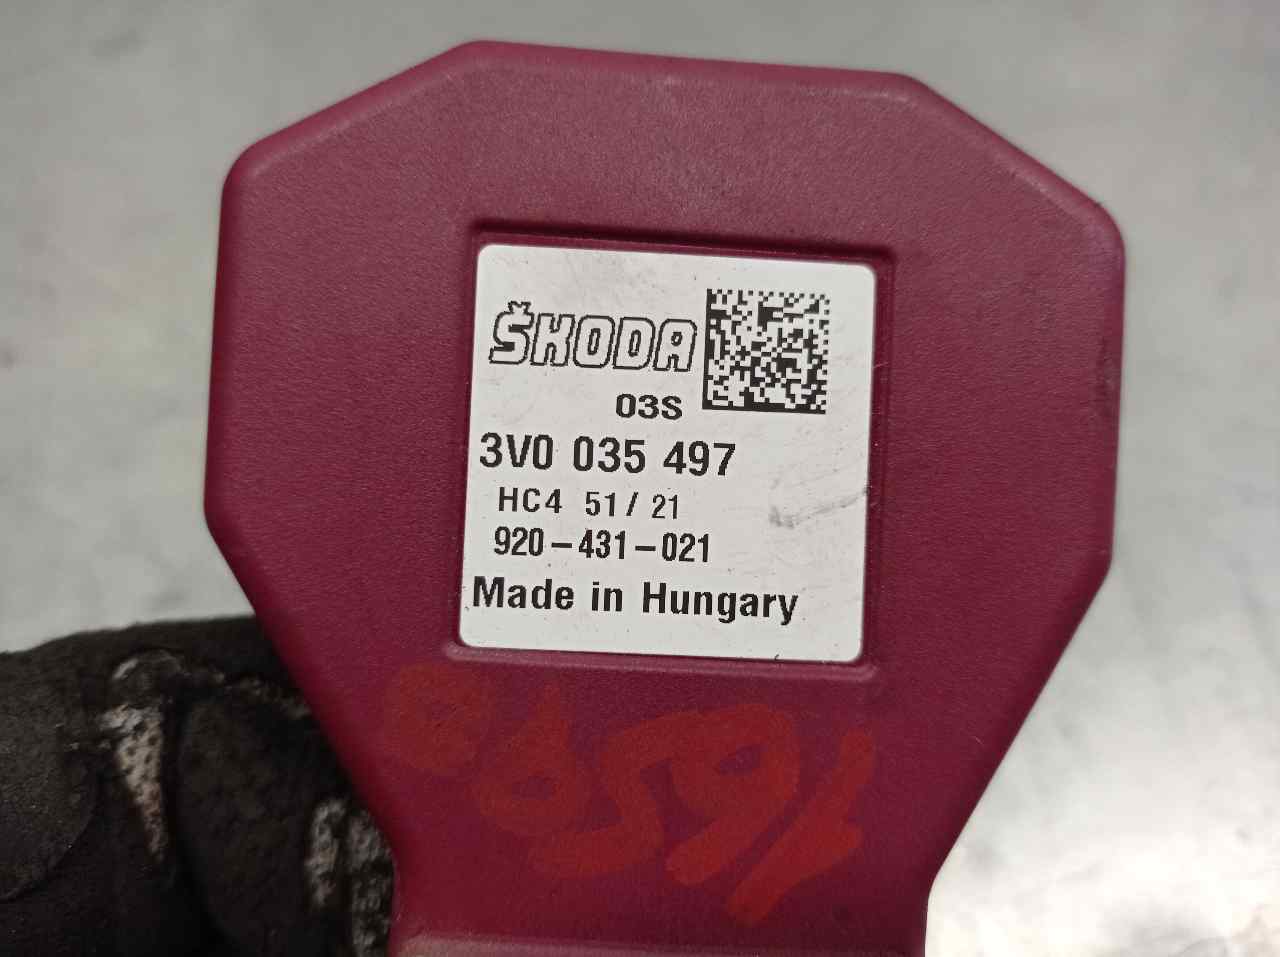 ŠKODA
03S
3V0 035 497
HC4 51/21
920-431-021
Made in Hungary